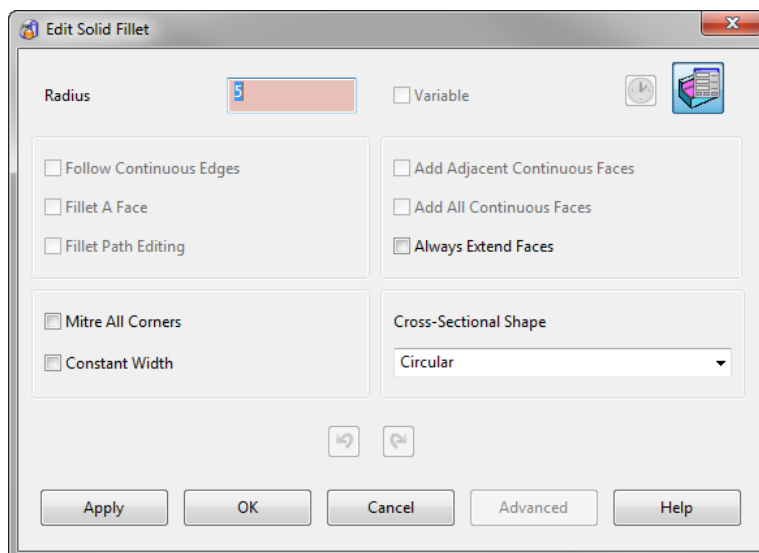 Edit Solid Fillet
Radius 5 Variable
Follow Continuous Edges
Fillet A Face
Fillet Path Editing
Add Adjacent Continuous Faces
Add All Continuous Faces
Always Extend Faces
Mitre All Corners
Constant Width
Cross-Sectional Shape
Circular
Apply OK Cancel Advanced Help